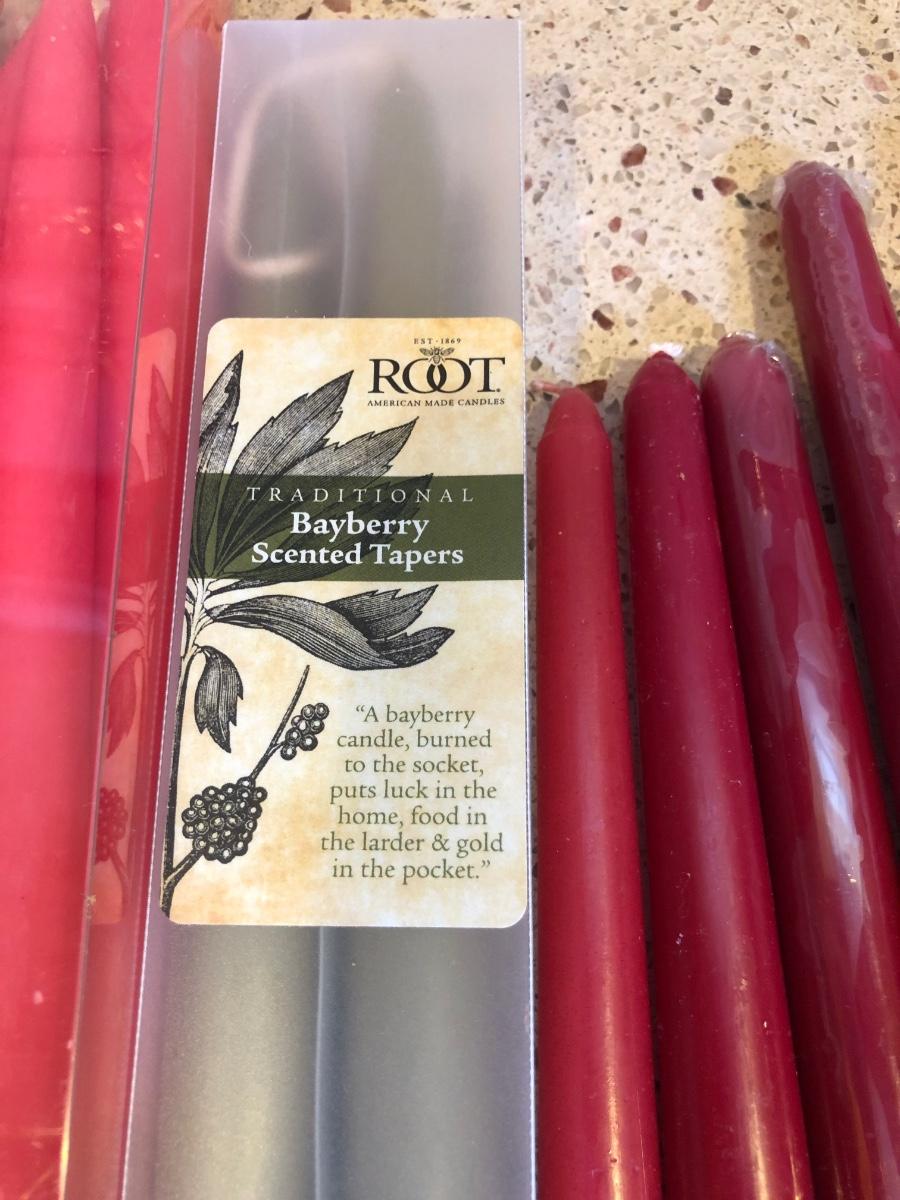 EST · 1869
ROOT
AMERICAN MADE CANDLES
TRADITIONAL
Bayberry
Scented Tapers
“A bayberry
candle, burned
to the socket,
puts luck in the
home, food in
the larder & gold
in the pocket.”